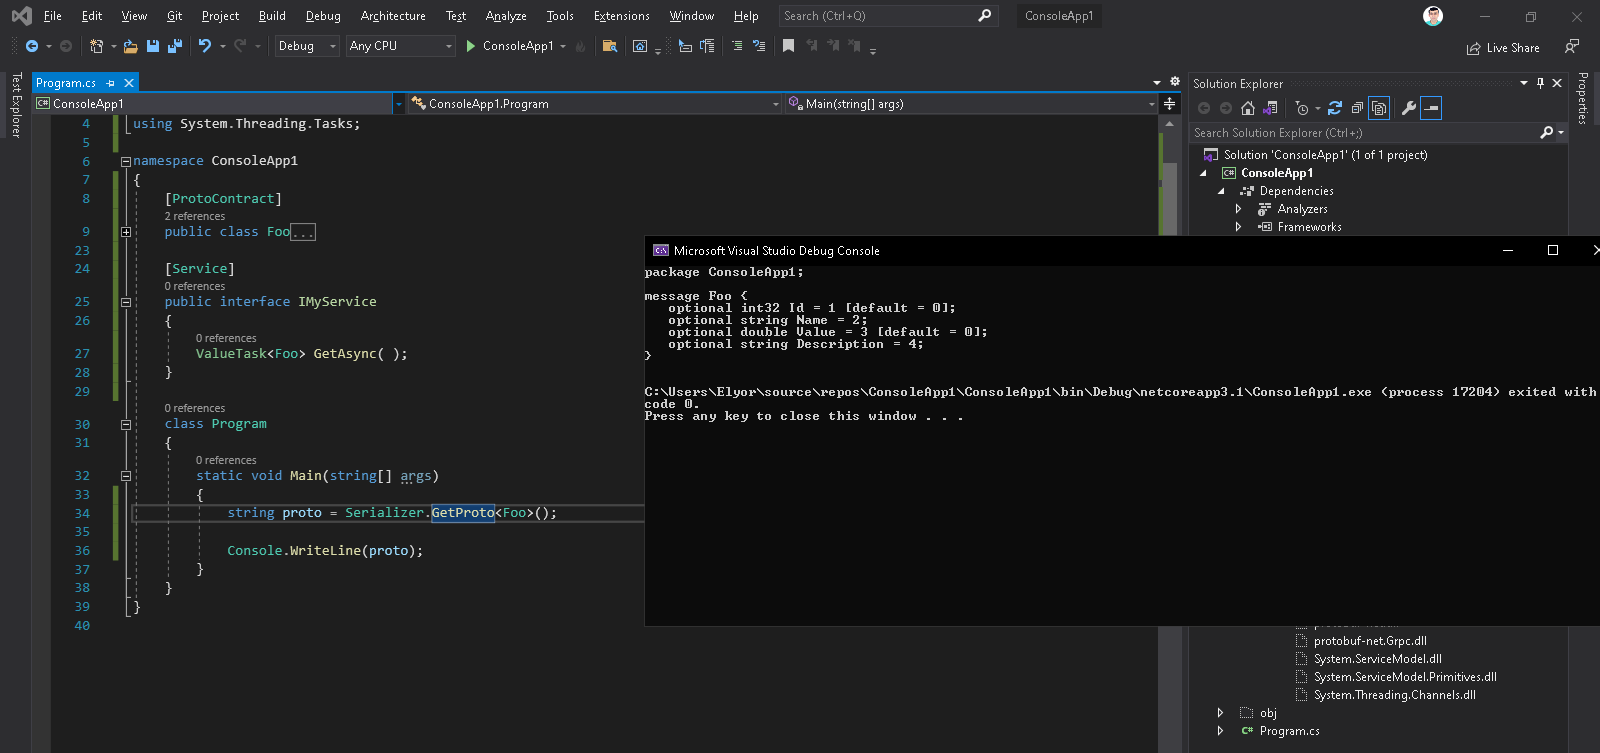 File Edit View Git Project Build Debug Architecture Test Analyze Tools Extensions Window Help Search (Ctrl+Q) ConsoleApp1
Debug Any CPU ConsoleApp1 Live Share
Test Explorer
Program.cs
C# ConsoleApp1 ConsoleApp1.Program Main(string[] args)
4 using System.Threading.Tasks;
5
6 namespace ConsoleApp1
7 {
8 [ProtoContract]
2 references
9 public class Foo...
23
24 [Service]
0 references
25 public interface IMyService
26 {
0 references
27 ValueTask<Foo> GetAsync( );
28 }
29
0 references
30 class Program
31 {
0 references
32 static void Main(string[] args)
33 {
34 string proto = Serializer.GetProto<Foo>();
35
36 Console.WriteLine(proto);
37 }
38 }
39 }
40
Microsoft Visual Studio Debug Console
package ConsoleApp1;
message Foo {
optional int32 Id = 1 [default = 0];
optional string Name = 2;
optional double Value = 3 [default = 0];
optional string Description = 4;
}
C:\Users\Elyor\source\repos\ConsoleApp1\ConsoleApp1\bin\Debug\netcoreapp3.1\ConsoleApp1.exe (process 17204) exited with
code 0.
Press any key to close this window . . .
Solution Explorer
Search Solution Explorer (Ctrl+;)
Solution 'ConsoleApp1' (1 of 1 project)
C# ConsoleApp1
Dependencies
Analyzers
Frameworks
protobuf-net.Grpc.dll
System.ServiceModel.dll
System.ServiceModel.Primitives.dll
System.Threading.Channels.dll
obj
C# Program.cs
Properties